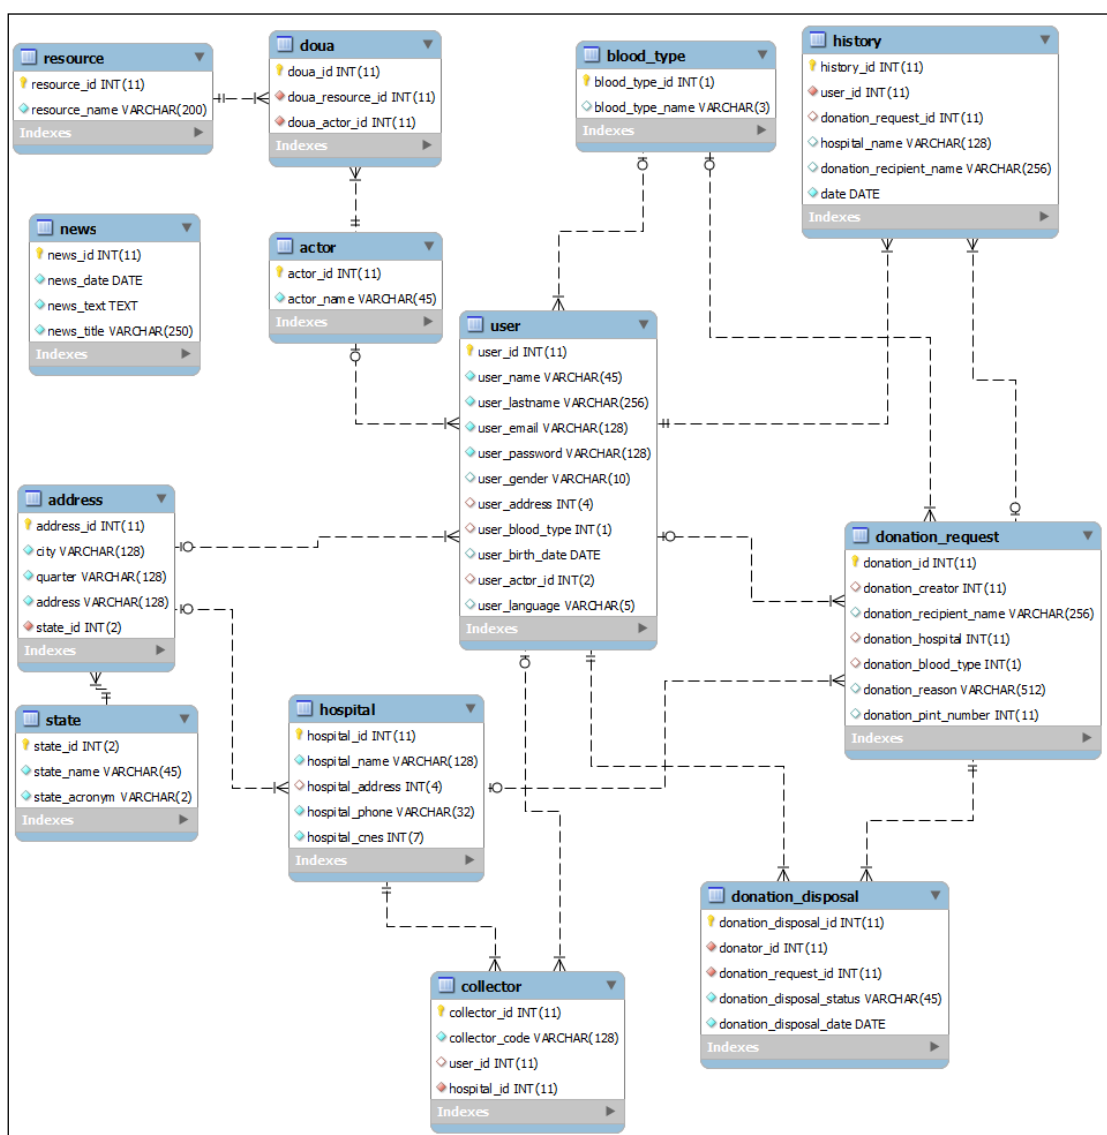 resource
resource_id INT(11)
resource_name VARCHAR(200)
Indexes
doua
doua_id INT(11)
doua_resource_id INT(11)
doua_actor_id INT(11)
Indexes
blood_type
blood_type_id INT(1)
blood_type_name VARCHAR(3)
Indexes
history
history_id INT(11)
user_id INT(11)
donation_request_id INT(11)
hospital_name VARCHAR(128)
donation_recipient_name VARCHAR(256)
date DATE
Indexes
news
news_id INT(11)
news_date DATE
news_text TEXT
news_title VARCHAR(250)
Indexes
actor
actor_id INT(11)
actor_name VARCHAR(45)
Indexes
user
user_id INT(11)
user_name VARCHAR(45)
user_lastname VARCHAR(256)
user_email VARCHAR(128)
user_password VARCHAR(128)
user_gender VARCHAR(10)
user_address INT(4)
user_blood_type INT(1)
user_birth_date DATE
user_actor_id INT(2)
user_language VARCHAR(5)
Indexes
address
address_id INT(11)
city VARCHAR(128)
quarter VARCHAR(128)
address VARCHAR(128)
state_id INT(2)
Indexes
donation_request
donation_id INT(11)
donation_creator INT(11)
donation_recipient_name VARCHAR(256)
donation_hospital INT(11)
donation_blood_type INT(1)
donation_reason VARCHAR(512)
donation_pint_number INT(11)
Indexes
state
state_id INT(2)
state_name VARCHAR(45)
state_acronym VARCHAR(2)
Indexes
hospital
hospital_id INT(11)
hospital_name VARCHAR(128)
hospital_address INT(4)
hospital_phone VARCHAR(32)
hospital_cnes INT(7)
Indexes
donation_disposal
donation_disposal_id INT(11)
donator_id INT(11)
donation_request_id INT(11)
donation_disposal_status VARCHAR(45)
donation_disposal_date DATE
Indexes
collector
collector_id INT(11)
collector_code VARCHAR(128)
user_id INT(11)
hospital_id INT(11)
Indexes